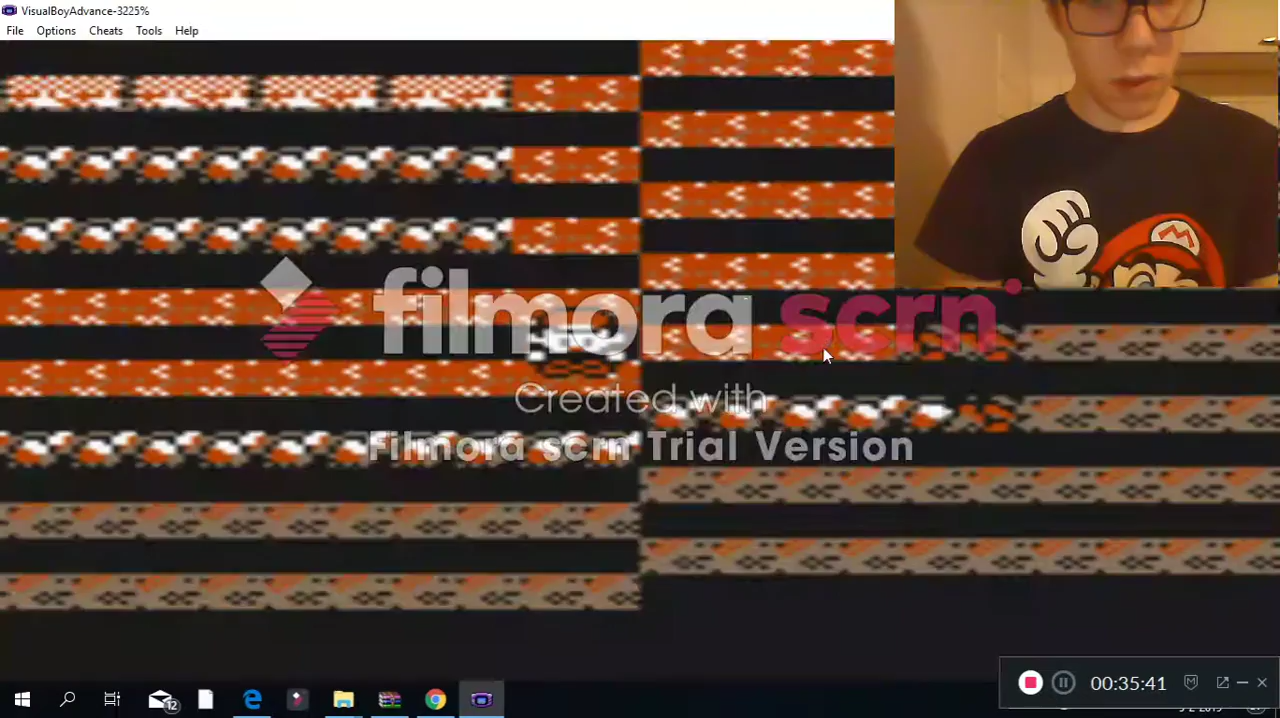 VisualBoyAdvance-3225%
File Options Cheats Tools Help
filmora scrn
Created with
Filmora scrn Trial Version
12
00:35:41